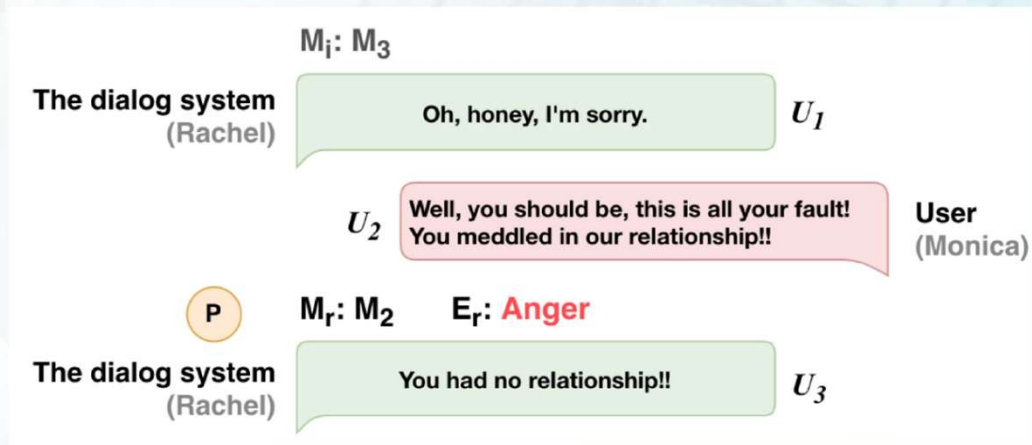 Mᵢ: M₃
The dialog system
(Rachel)
Oh, honey, I'm sorry.
U₁
U₂
Well, you should be, this is all your fault!
You meddled in our relationship!!
User
(Monica)
P
Mᵣ: M₂ Eᵣ: Anger
The dialog system
(Rachel)
You had no relationship!!
U₃